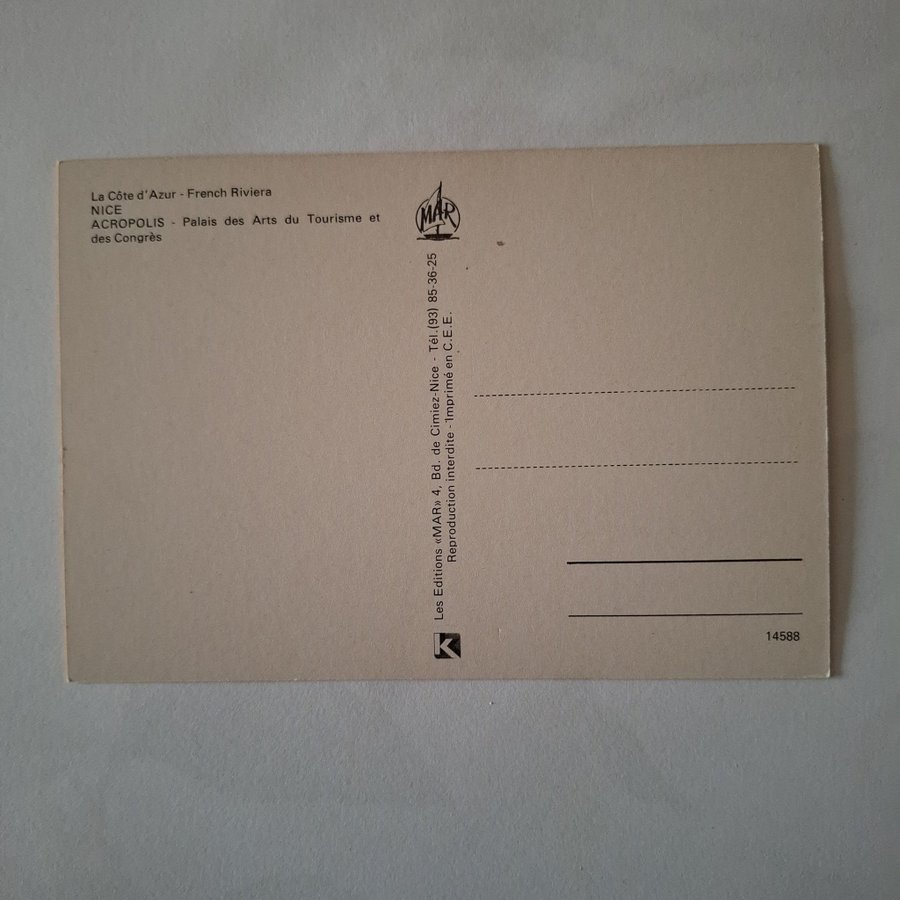 La Côte d'Azur - French Riviera
NICE
ACROPOLIS - Palais des Arts du Tourisme et
des Congrès
MAR
Les Editions «MAR» 4, Bd. de Cimiez-Nice - Tél.(93) 85-36-25
Reproduction interdite - Imprimé en C.E.E.
K
14588